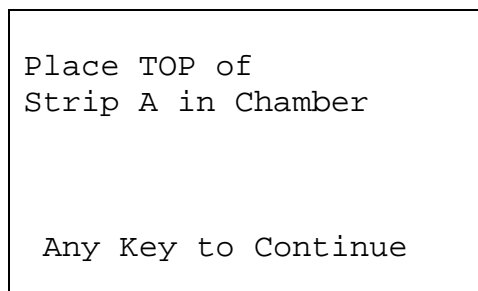 Place TOP of
Strip A in Chamber
Any Key to Continue